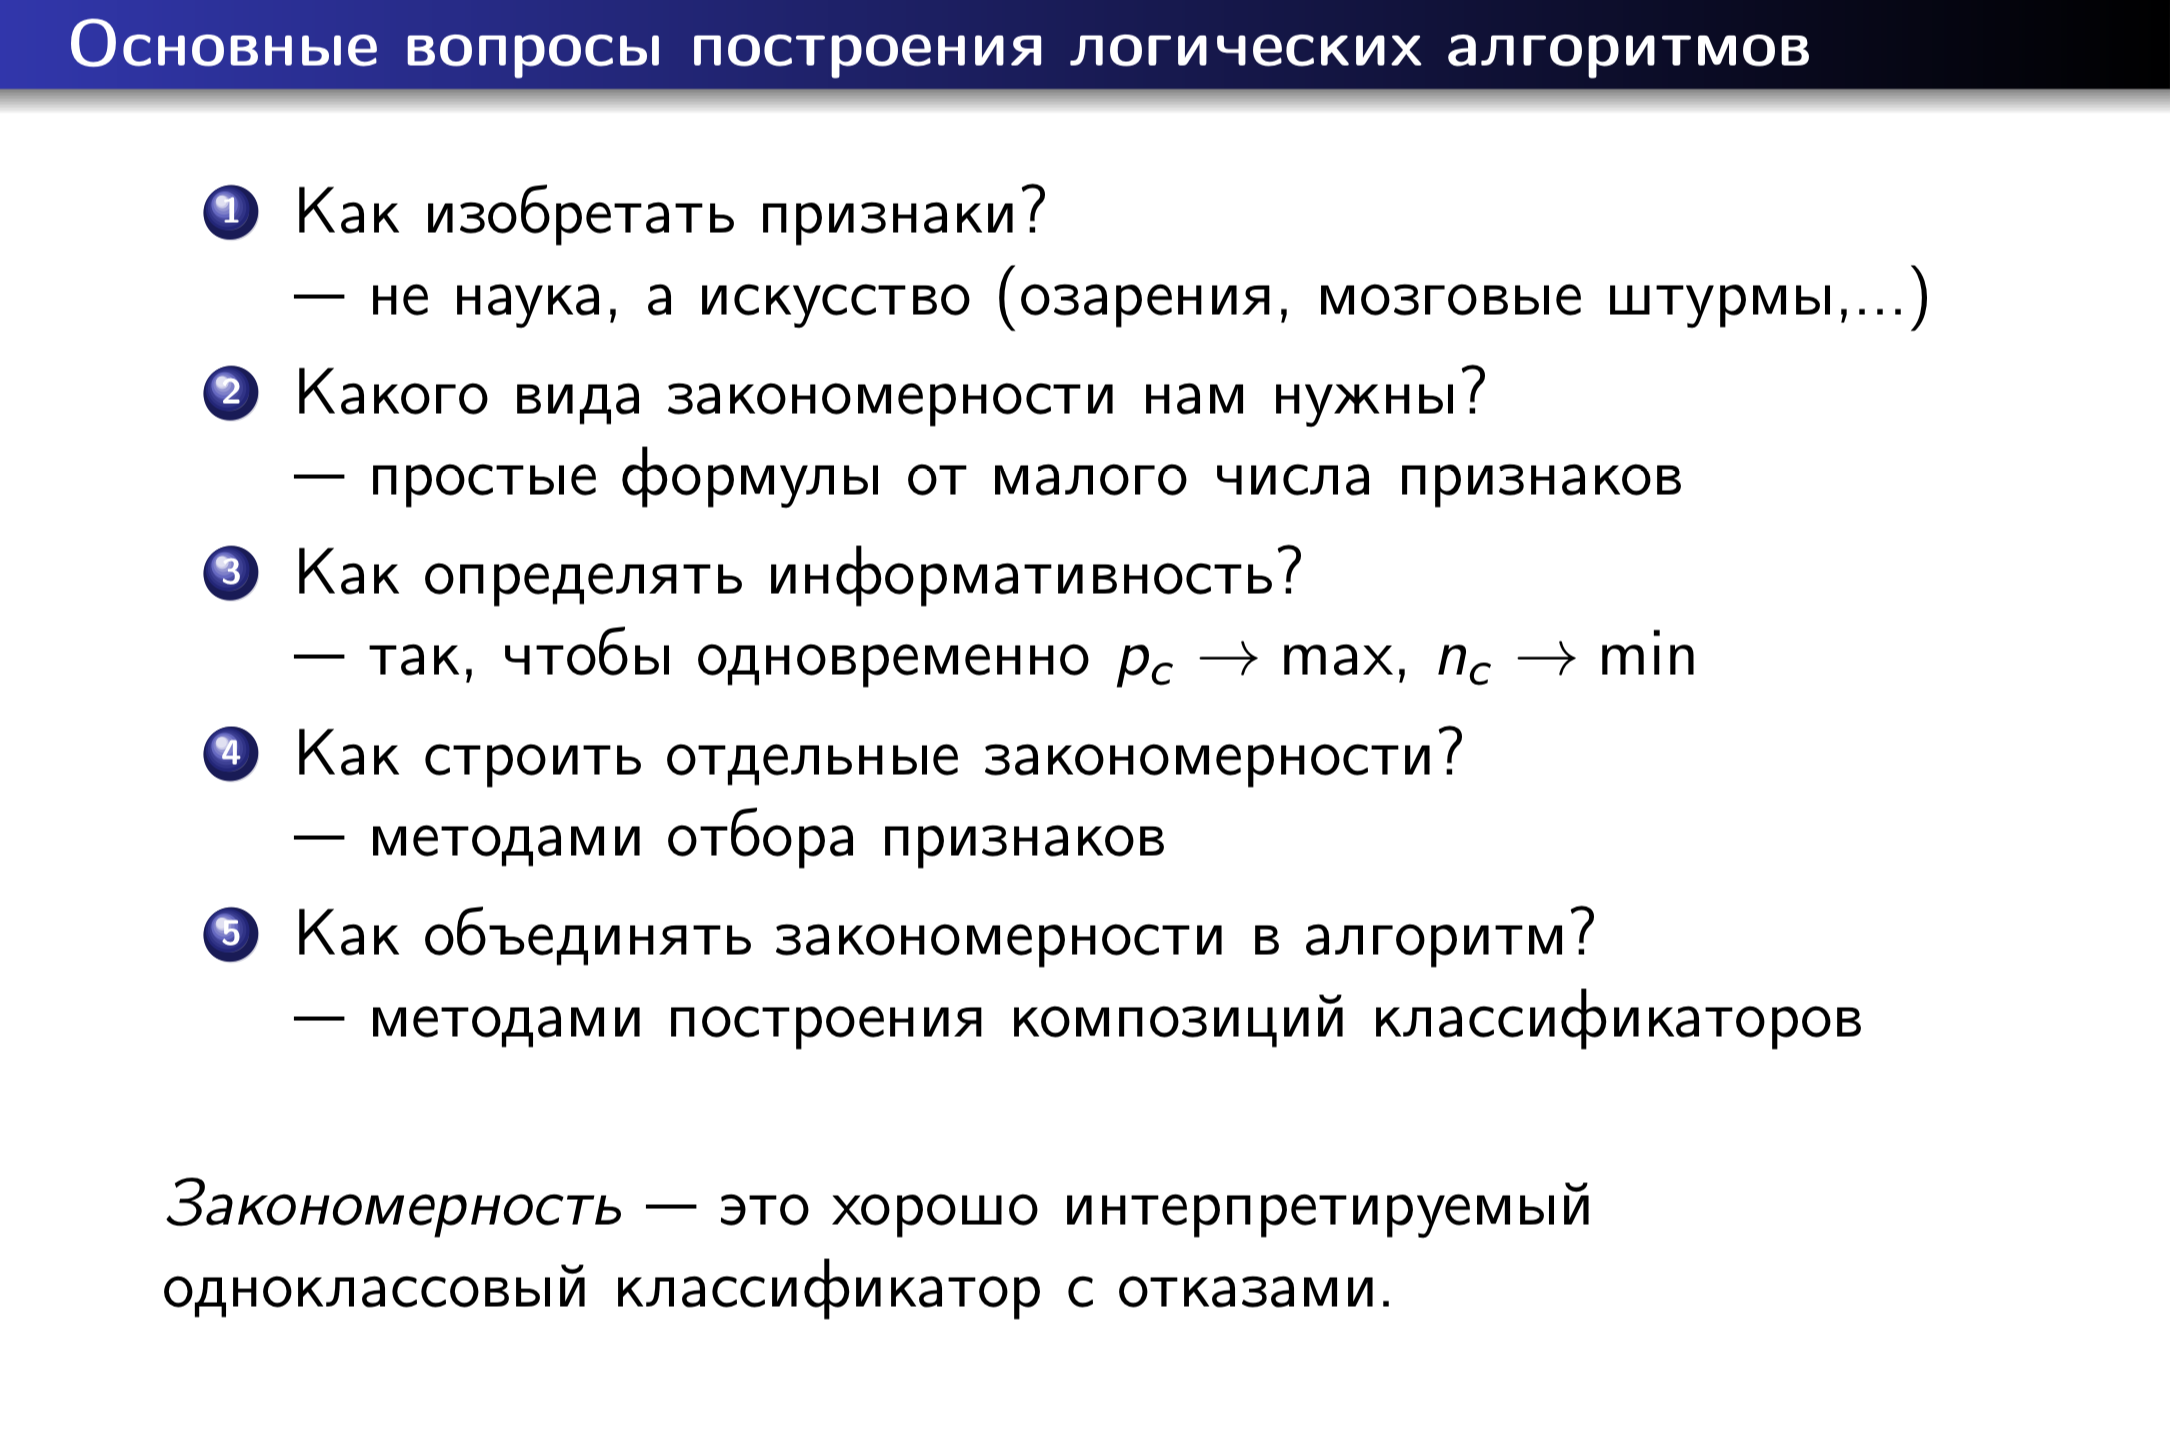 Основные вопросы построения логических алгоритмов
1 Как изобретать признаки?
— не наука, а искусство (озарения, мозговые штурмы,...)
2 Какого вида закономерности нам нужны?
— простые формулы от малого числа признаков
3 Как определять информативность?
— так, чтобы одновременно p_c → max, n_c → min
4 Как строить отдельные закономерности?
— методами отбора признаков
5 Как объединять закономерности в алгоритм?
— методами построения композиций классификаторов
Закономерность — это хорошо интерпретируемый
одноклассовый классификатор с отказами.